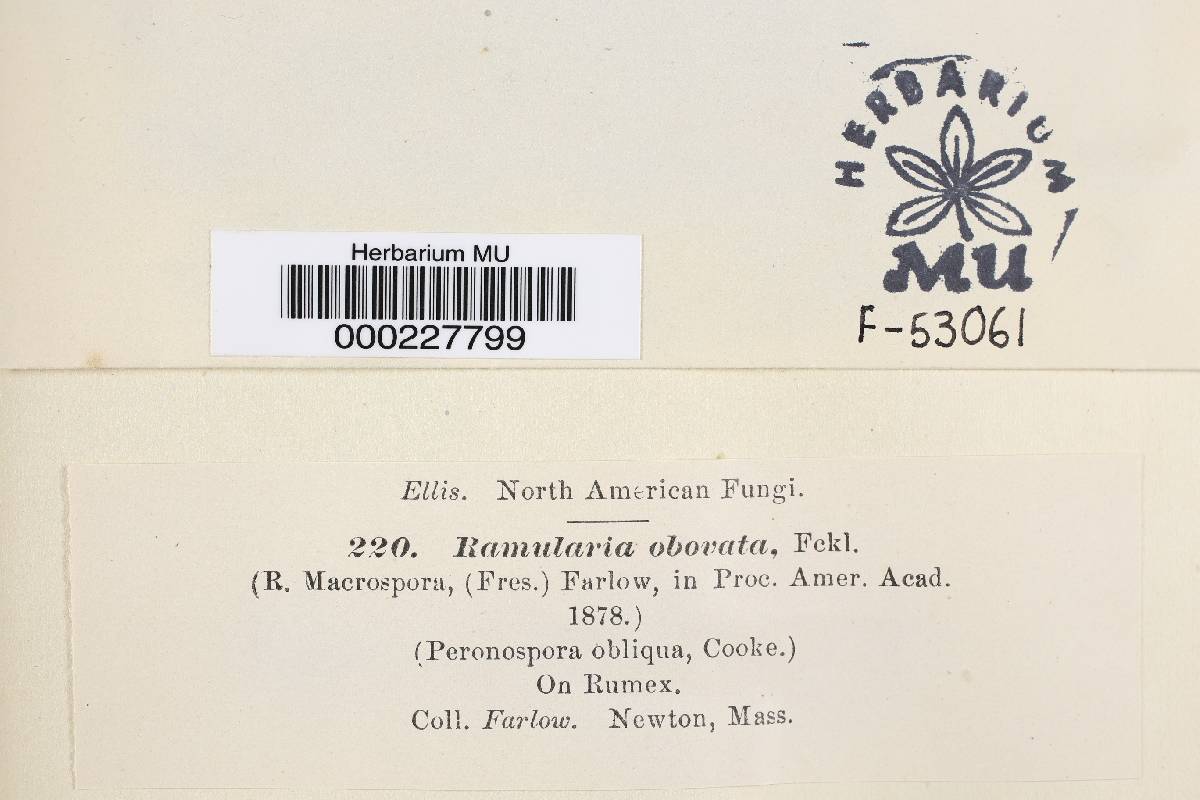 HERBARIUM
MU
F-53061
Herbarium MU
000227799
Ellis. North American Fungi.
220. Ramularia obovata, Fckl.
(R. Macrospora, (Fres.) Farlow, in Proc. Amer. Acad.
1878.)
(Peronospora obliqua, Cooke.)
On Rumex.
Coll. Farlow. Newton, Mass.